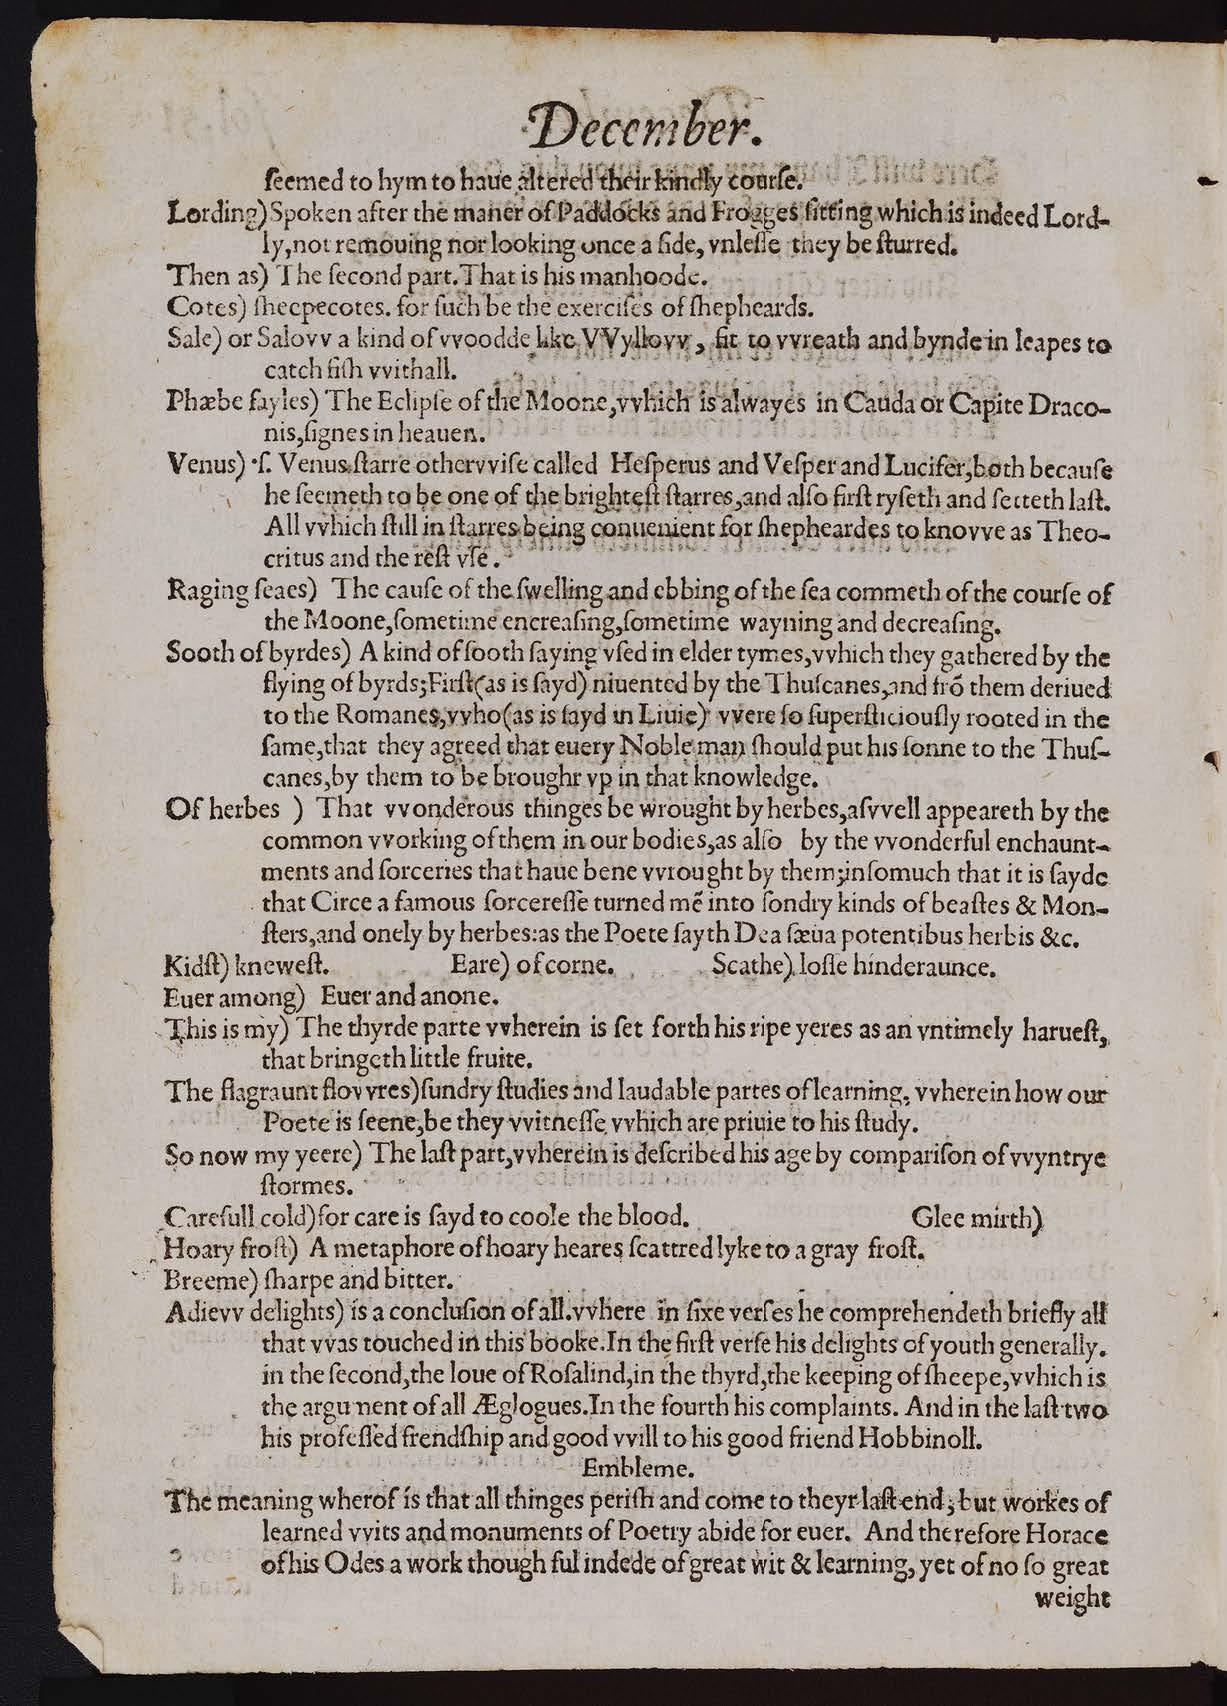 December.
ſeemed to hym to haue altered their kindly courſe.
Lording) Spoken after the maner of Paddocks and Frogges ſitting which is indeed Lord-
ly, not remouing nor looking once a ſide, vnleſſe they be ſturred.
Then as) The ſecond part. That is his manhoode.
Cotes) ſheepecotes. for ſuch be the exerciſes of ſhepheards.
Sale) or Salovv a kind of vvoodde like VVyllovv, fit to vvreath and bynde in leapes to
catch fiſh vvithall.
Phæbe fayles) The Eclipſe of the Moone, vvhich is alwayes in Cauda or Capite Draco-
nis, ſignes in heauen.
Venus) .ſ. Venus ſtarre othervviſe called Heſperus and Veſper and Lucifer, both becauſe
he ſeemeth to be one of the brighteſt ſtarres, and alſo firſt ryſeth and ſetteth laſt.
All vvhich ſtill in ſtarres being conuenient for ſhepheardes to knovve as Theo-
critus and the reſt vſe.
Raging ſeaes) The cauſe of the ſwelling and ebbing of the ſea commeth of the courſe of
the Moone, ſometime encreaſing, ſometime wayning and decreaſing.
Sooth of byrdes) A kind of ſooth ſaying vſed in elder tymes, vvhich they gathered by the
flying of byrds; Firſt (as is ſayd) niuented by the Thuſcanes, and frõ them deriued
to the Romanes, vvho (as is ſayd in Liuie) vvere ſo ſuperſticiouſly rooted in the
ſame, that they agreed that euery Noble man ſhould put his ſonne to the Thuſ-
canes, by them to be broughr vp in that knowledge.
Of herbes ) That vvonderous thinges be wrought by herbes, aſvvell appeareth by the
common vvorking of them in our bodies, as alſo by the vvonderful enchaunt-
ments and ſorceries that haue bene vvrought by them; inſomuch that it is ſayde
that Circe a famous ſorcereſſe turned mẽ into ſondry kinds of beaſtes & Mon-
ſters, and onely by herbes: as the Poete ſayth Dea ſæua potentibus herbis &c.
Kidſt) kneweſt. Eare) of corne. Scathe) loſſe hinderaunce.
Euer among) Euer and anone.
This is my) The thyrde parte vvherein is ſet forth his ripe yeres as an vntimely harueſt,
that bringeth little fruite.
The flagraunt flovvres) ſundry ſtudies and laudable partes of learning, vvherein how our
Poete is ſeene, be they vvitneſſe vvhich are priuie to his ſtudy.
So now my yeere) The laſt part, vvherein is deſcribed his age by compariſon of vvyntrye
ſtormes.
Carefull cold) for care is ſayd to coole the blood. Glee mirth)
Hoary froſt) A metaphore of hoary heares ſcattred lyke to a gray froſt.
Breeme) ſharpe and bitter.
Adievv delights) is a concluſion of all. vvhere in ſixe verſes he comprehendeth briefly all
that vvas touched in this booke. In the firſt verſe his delights of youth generally.
in the ſecond, the loue of Roſalind, in the thyrd, the keeping of ſheepe, vvhich is
the argument of all Æglogues. In the fourth his complaints. And in the laſt two
his profeſſed frendſhip and good vvill to his good friend Hobbinoll.
Embleme.
The meaning wherof is that all thinges periſh and come to theyr laſt end; but workes of
learned vvits and monuments of Poetry abide for euer. And therefore Horace
of his Odes a work though ful indede of great wit & learning, yet of no ſo great
weight